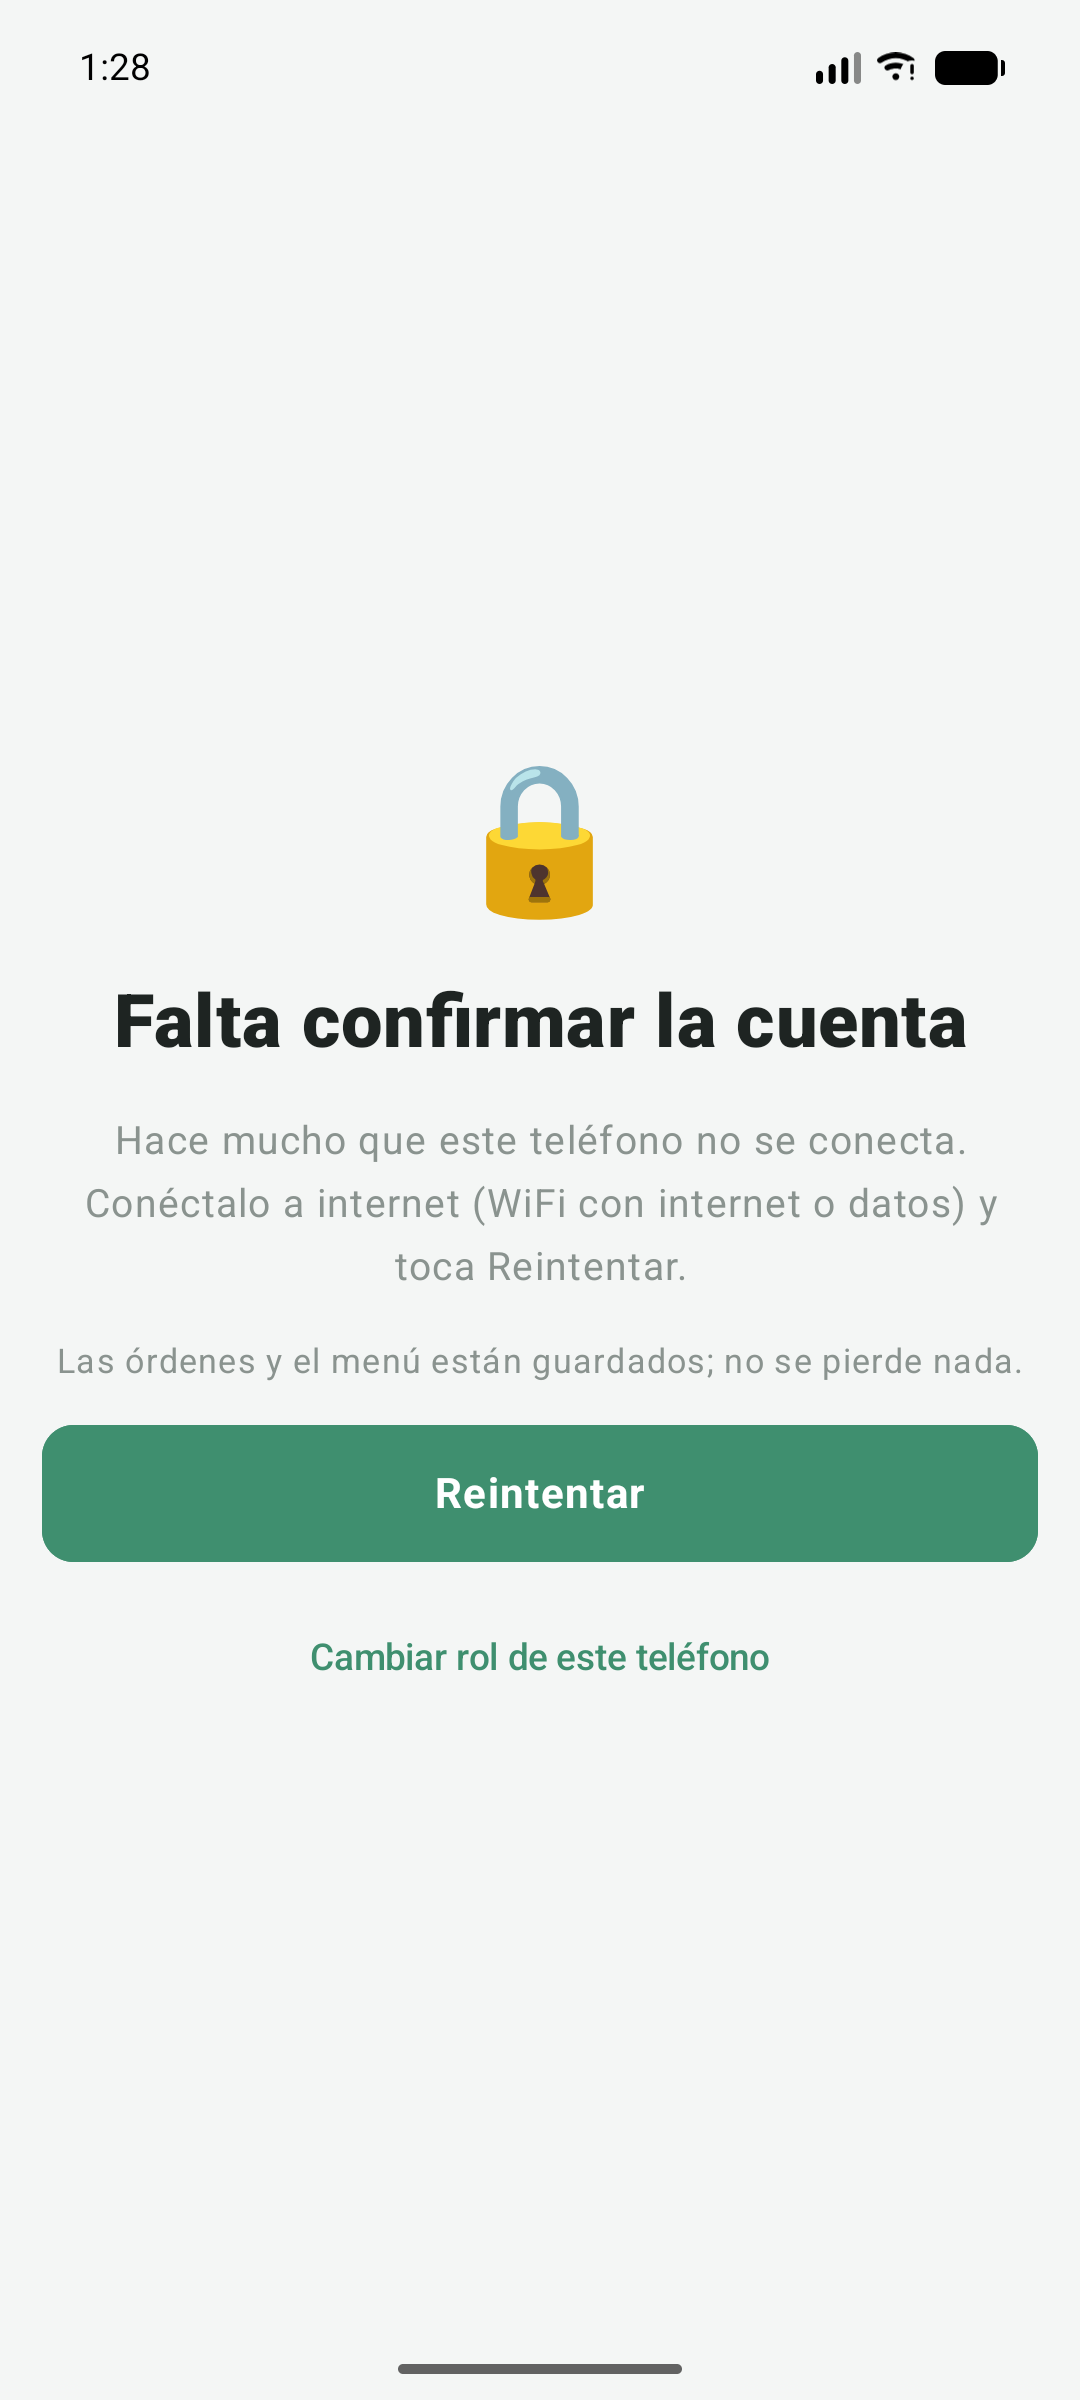 1:28
Falta confirmar la cuenta
Hace mucho que este teléfono no se conecta.
Conéctalo a internet (WiFi con internet o datos) y
toca Reintentar.
Las órdenes y el menú están guardados; no se pierde nada.
Reintentar
Cambiar rol de este teléfono